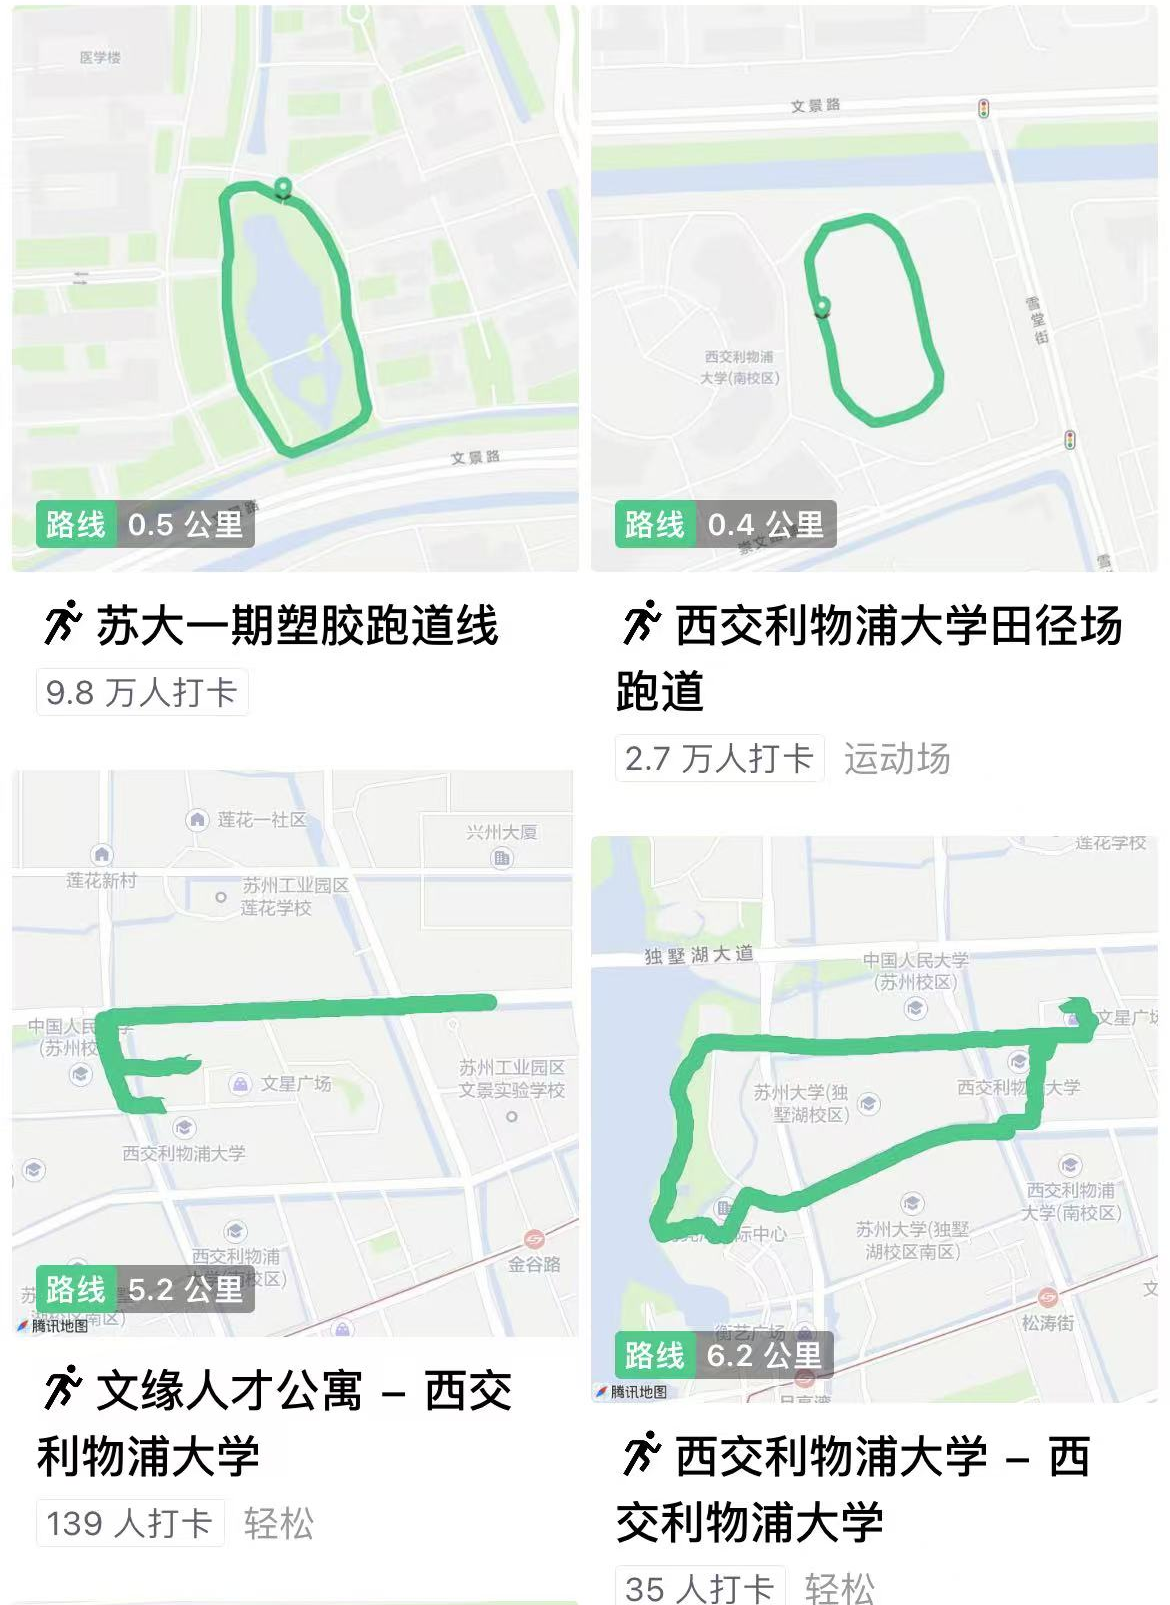 医学楼
文景路
路线 0.5 公里
苏大一期塑胶跑道线
9.8 万人打卡
文景路
雪堂街
西交利物浦
大学(南校区)
路线 0.4 公里
西交利物浦大学田径场
跑道
2.7 万人打卡 运动场
莲花一社区
兴州大厦
莲花新村
苏州工业园区
莲花学校
(苏州校
苏州工业园区
文景实验学校
文星广场
西交利物浦大学
西交利物浦
金谷路
路线 5.2 公里
腾讯地图
文缘人才公寓 – 西交
利物浦大学
139 人打卡 轻松
莲花学校
独墅湖大道
中国人民大学
(苏州校区)
文星广场
苏州大学(独
墅湖校区)
西交利物 大学
西交利物浦
大学(南校区)
际中心
苏州大学(独墅
湖校区南区)
松涛街
衡艺广场
路线 6.2 公里
腾讯地图
西交利物浦大学 – 西
交利物浦大学
35 人打卡 轻松